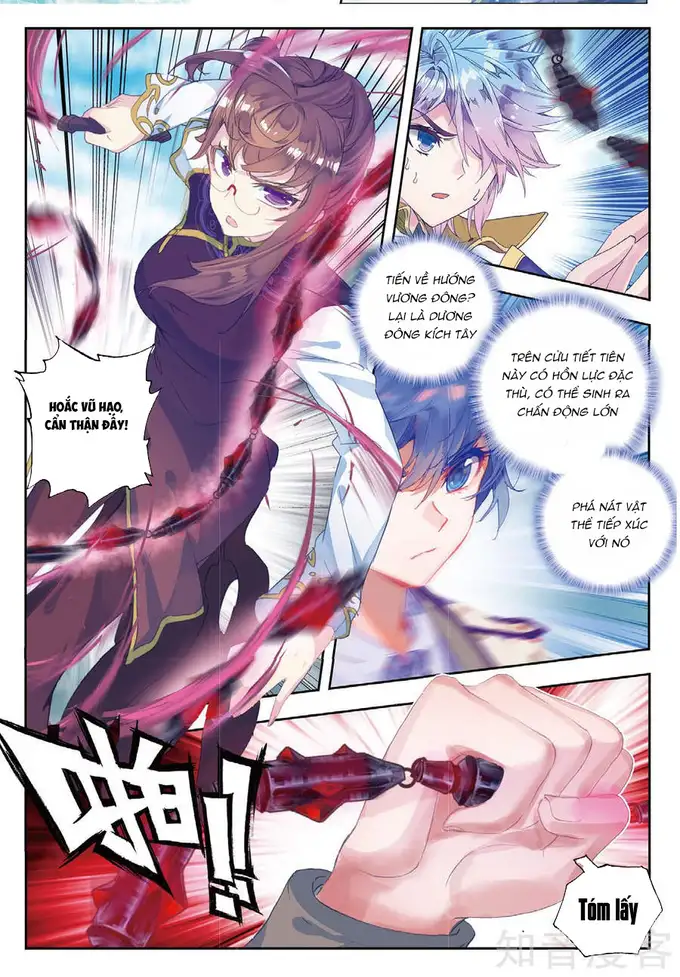 TIẾN VỀ HƯỚNG
VƯƠNG ĐÔNG?
LẠI LÀ DƯƠNG
ĐÔNG KÍCH TÂY
TRÊN CỬU TIẾT TIÊN
NÀY CÓ HỒN LỰC ĐẶC
THÙ, CÓ THỂ SINH RA
CHẤN ĐỘNG LỚN
HOẮC VŨ HẠO,
CẨN THẬN ĐẤY!
PHÁ NÁT VẬT
THỂ TIẾP XÚC
VỚI NÓ
啪!!
Tóm lấy
知音漫客